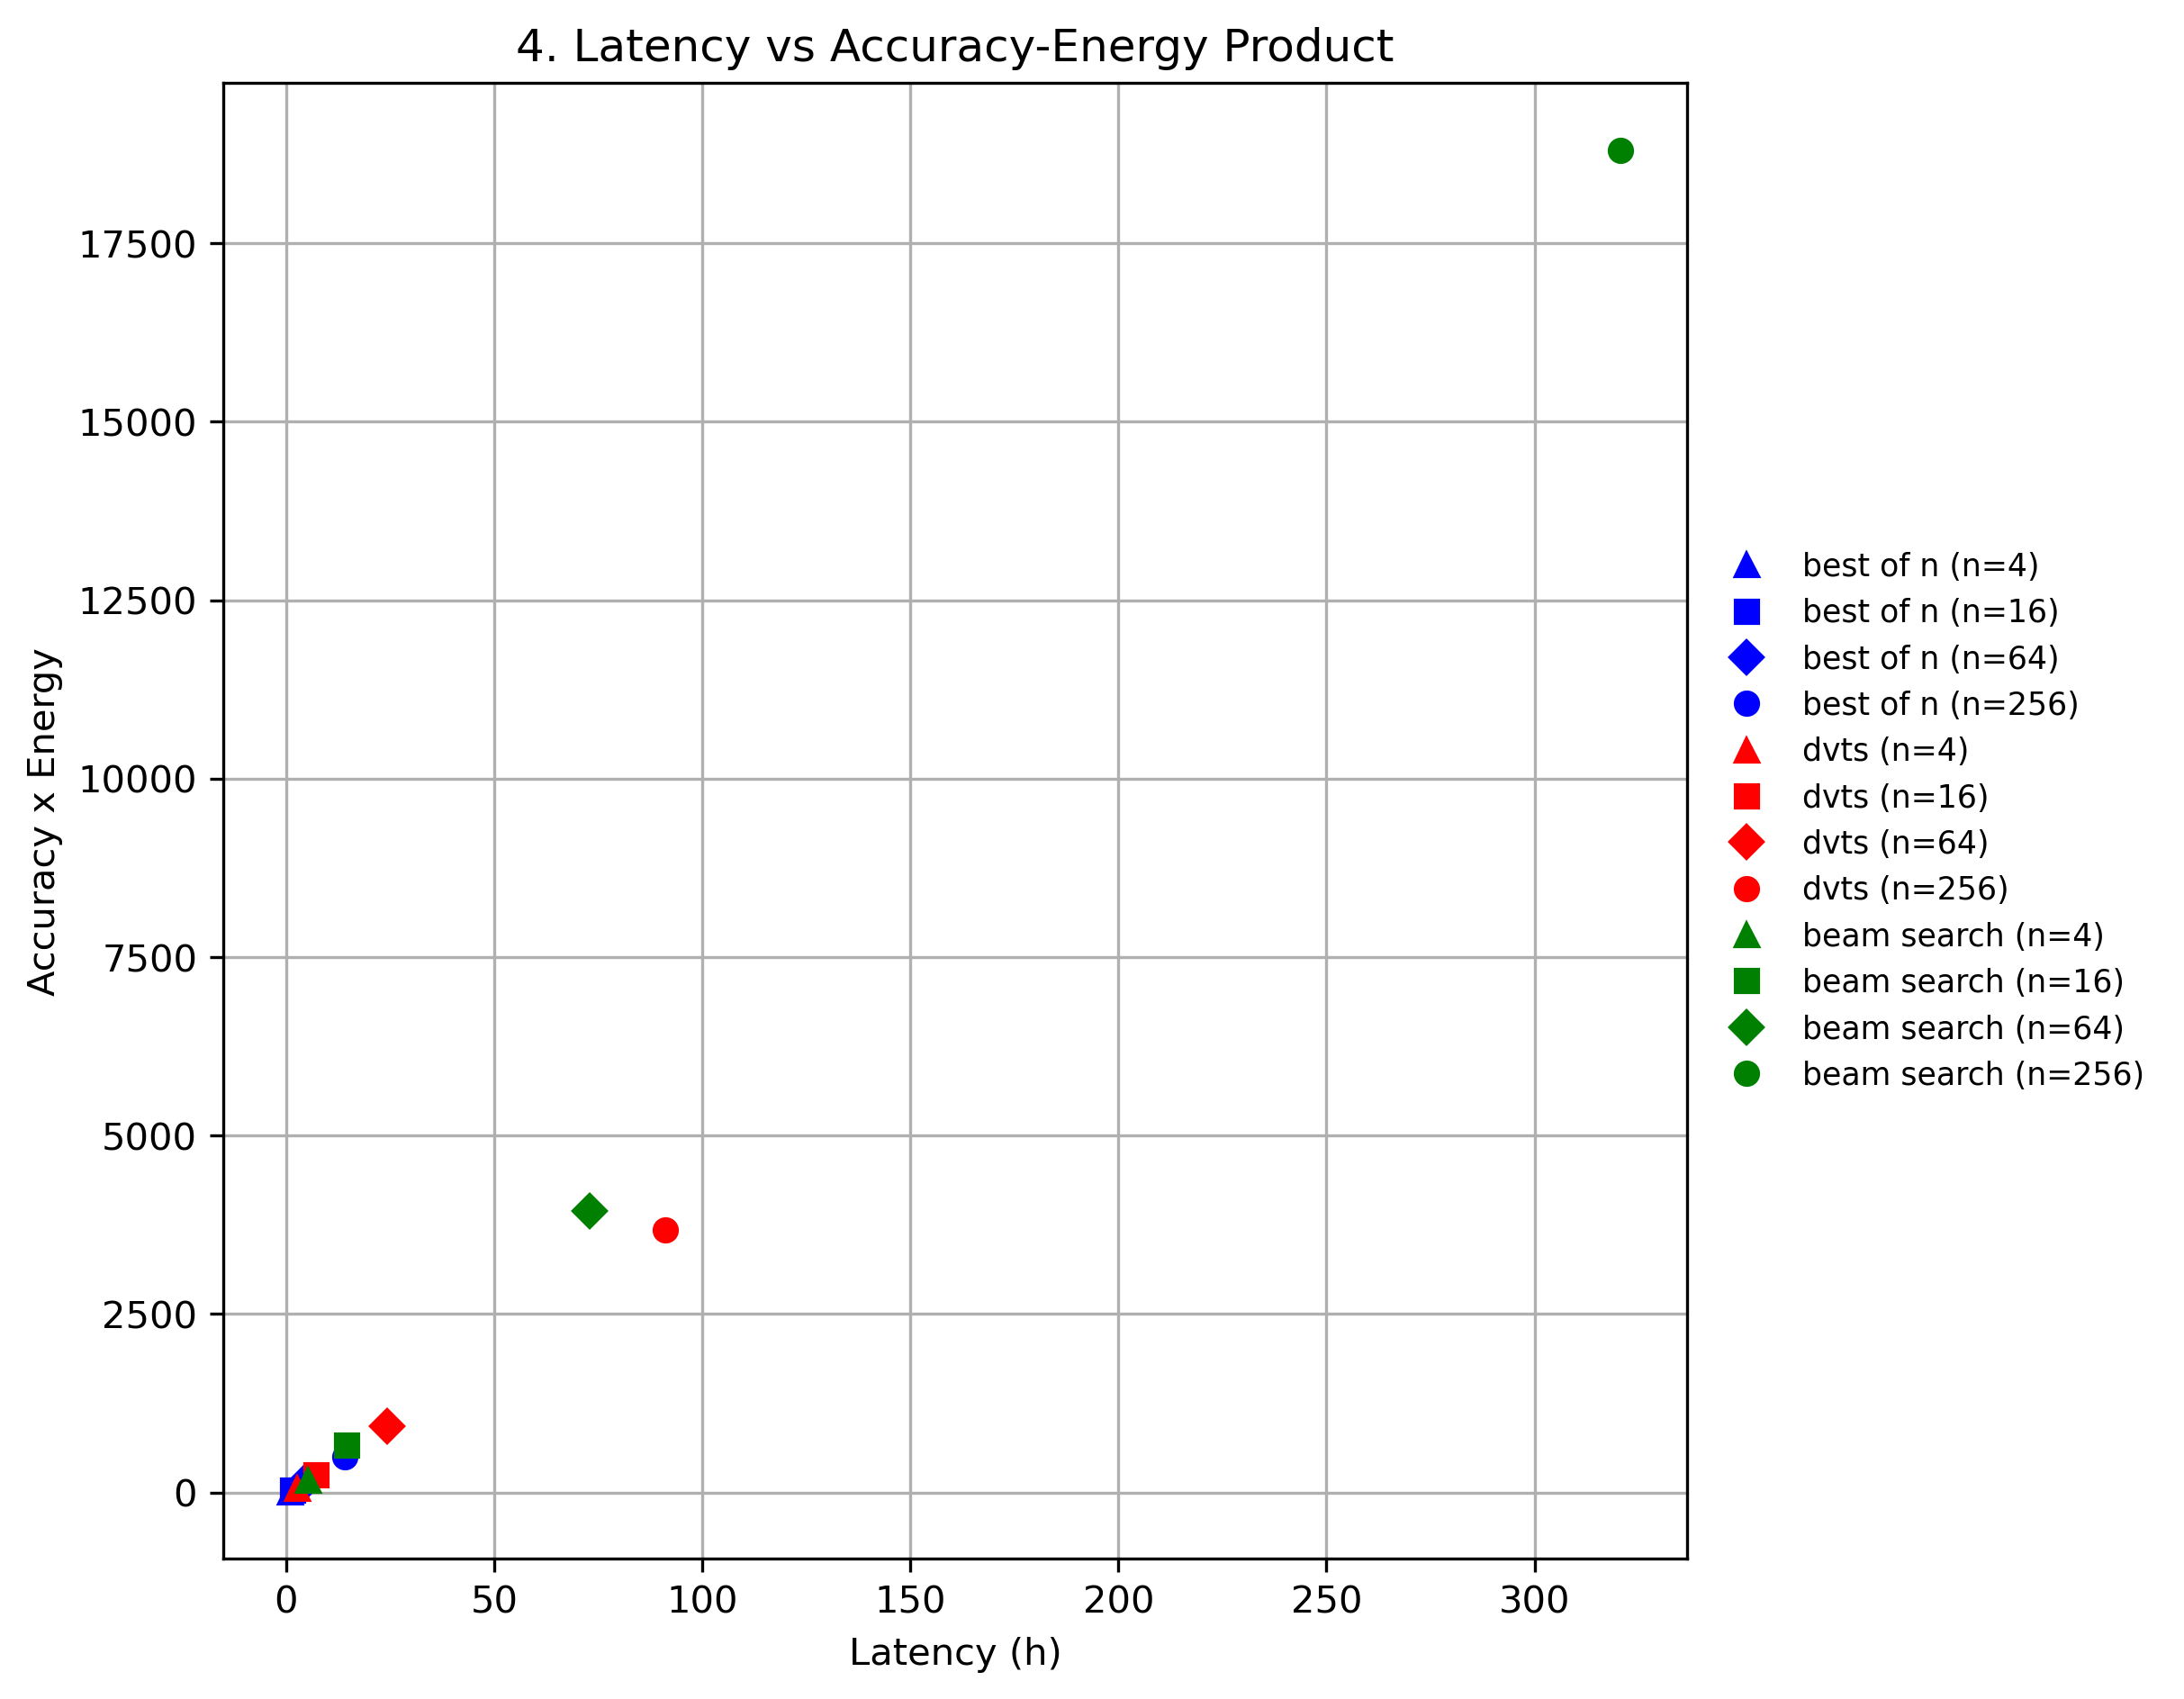 4. Latency vs Accuracy-Energy Product
Accuracy x Energy
17500
15000
12500
10000
7500
5000
2500
0
0 50 100 150 200 250 300
Latency (h)
best of n (n=4)
best of n (n=16)
best of n (n=64)
best of n (n=256)
dvts (n=4)
dvts (n=16)
dvts (n=64)
dvts (n=256)
beam search (n=4)
beam search (n=16)
beam search (n=64)
beam search (n=256)